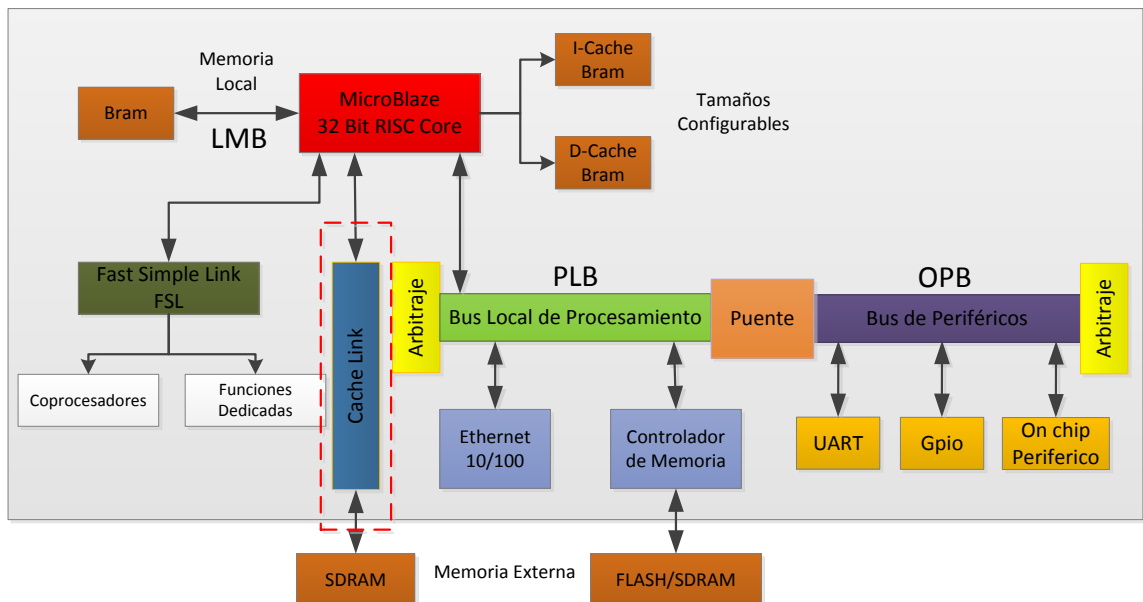 I-Cache
Bram
Memoria
Local
MicroBlaze
32 Bit RISC Core
Bram
LMB
Tamaños
Configurables
D-Cache
Bram
Fast Simple Link
FSL
PLB
OPB
Arbitraje
Bus Local de Procesamiento
Puente
Bus de Periféricos
Arbitraje
Cache Link
Coprocesadores
Funciones
Dedicadas
Ethernet
10/100
Controlador
de Memoria
UART
Gpio
On chip
Periferico
SDRAM
Memoria Externa
FLASH/SDRAM